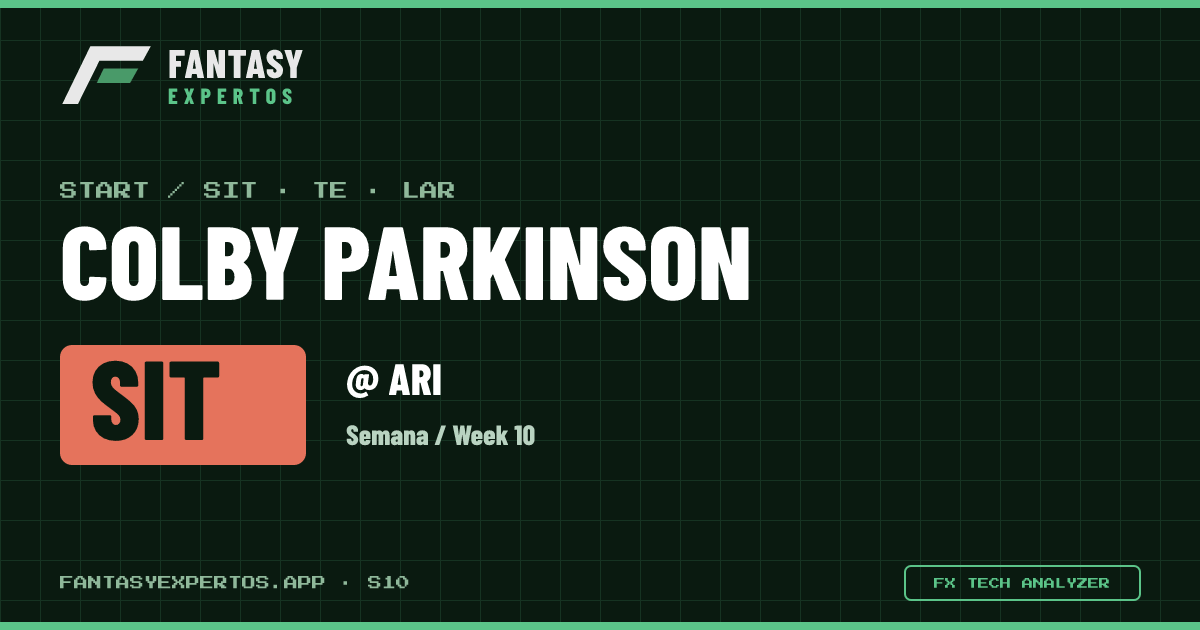 FANTASY
EXPERTOS
START / SIT · TE · LAR
COLBY PARKINSON
SIT
@ ARI
Semana / Week 10
FANTASYEXPERTOS.APP · S10
FX TECH ANALYZER